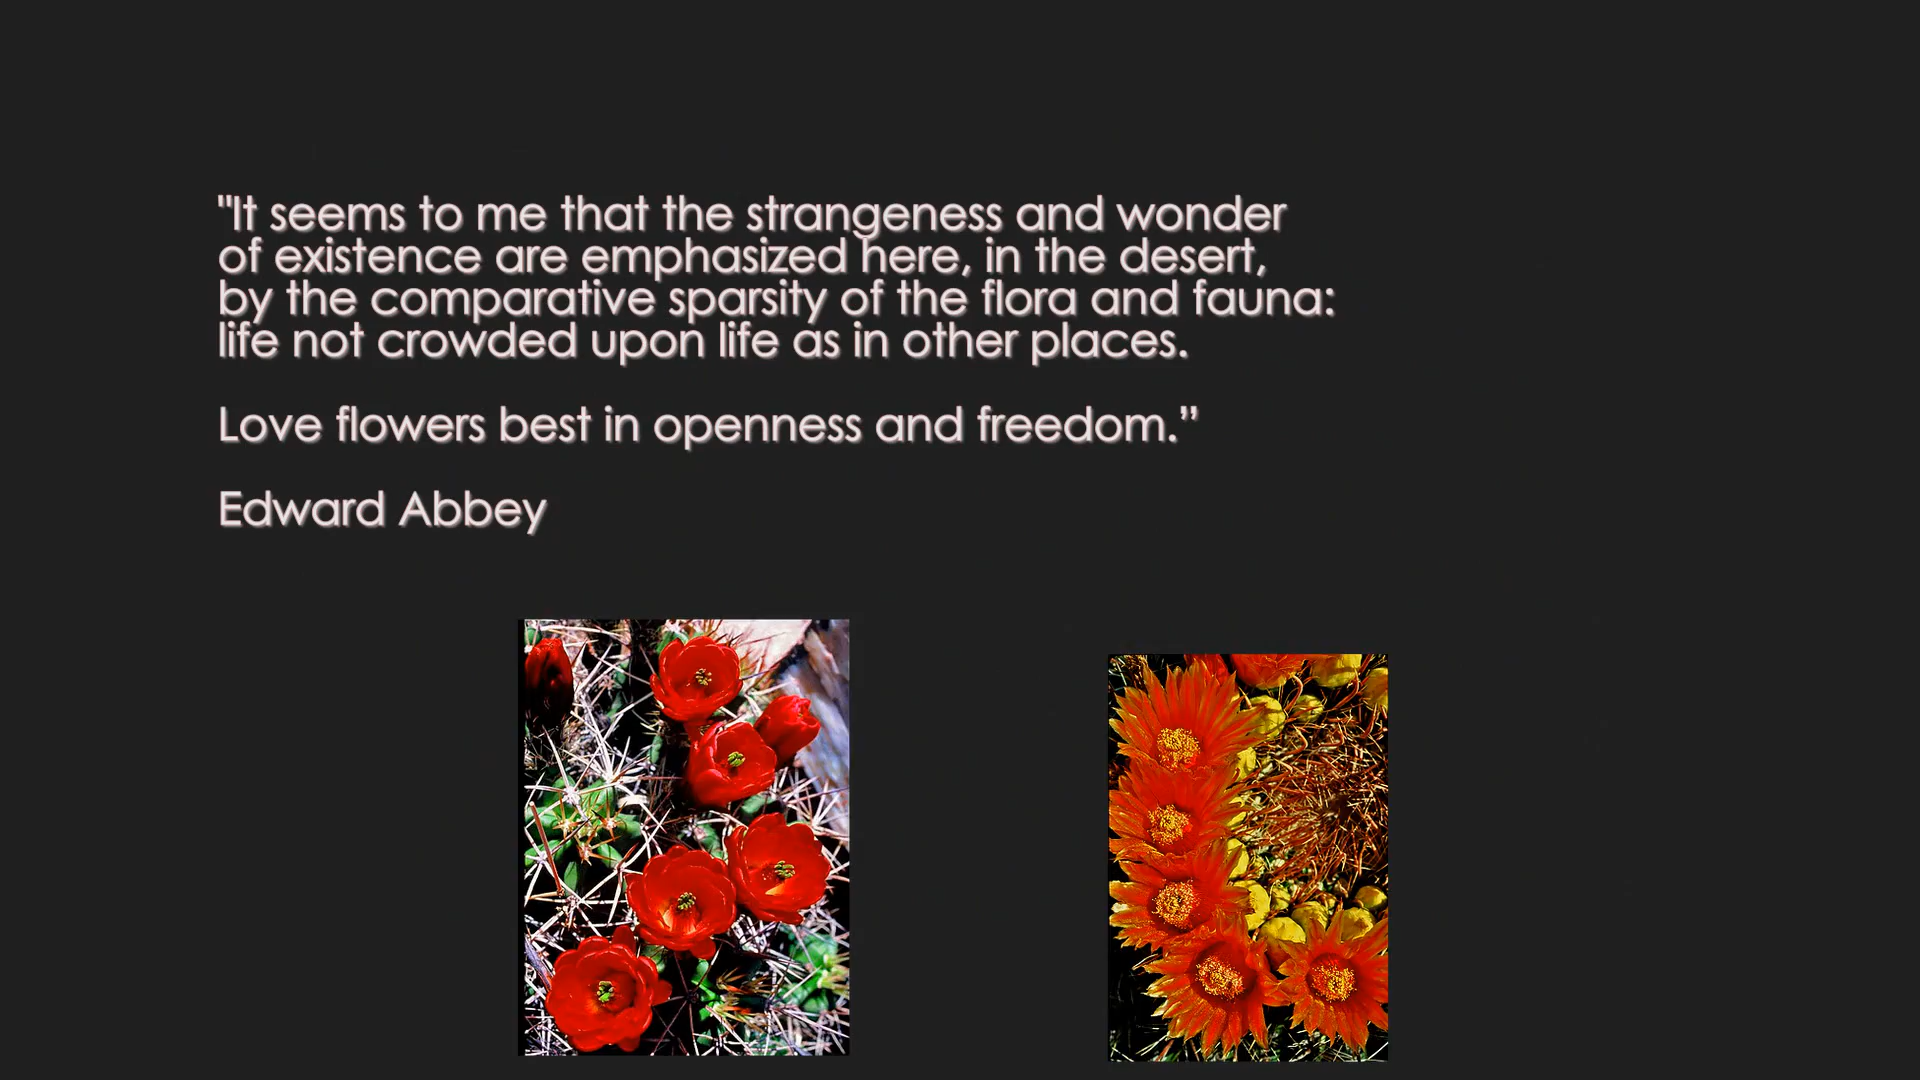 "It seems to me that the strangeness and wonder
of existence are emphasized here, in the desert,
by the comparative sparsity of the flora and fauna:
life not crowded upon life as in other places.
Love flowers best in openness and freedom.”
Edward Abbey